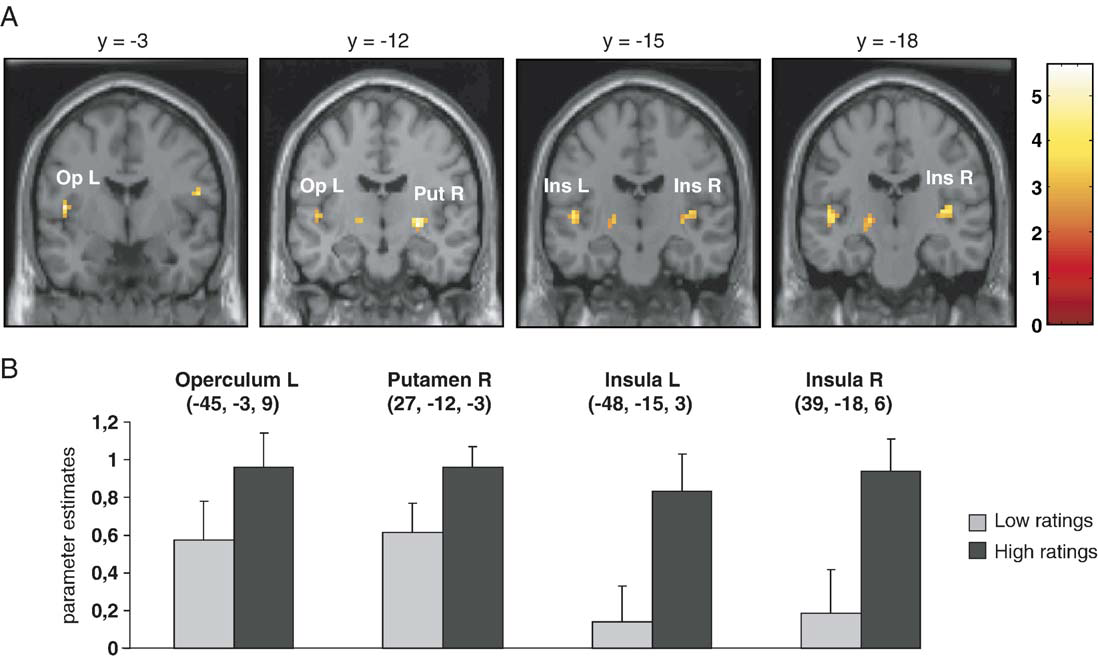 A
y = -3
y = -12
y = -15
y = -18
Op L
Op L
Put R
Ins L
Ins R
Ins R
5
4
3
2
1
0
B
Operculum L
(-45, -3, 9)
Putamen R
(27, -12, -3)
Insula L
(-48, -15, 3)
Insula R
(39, -18, 6)
parameter estimates
1,2
1
0,8
0,6
0,4
0,2
0
Low ratings
High ratings